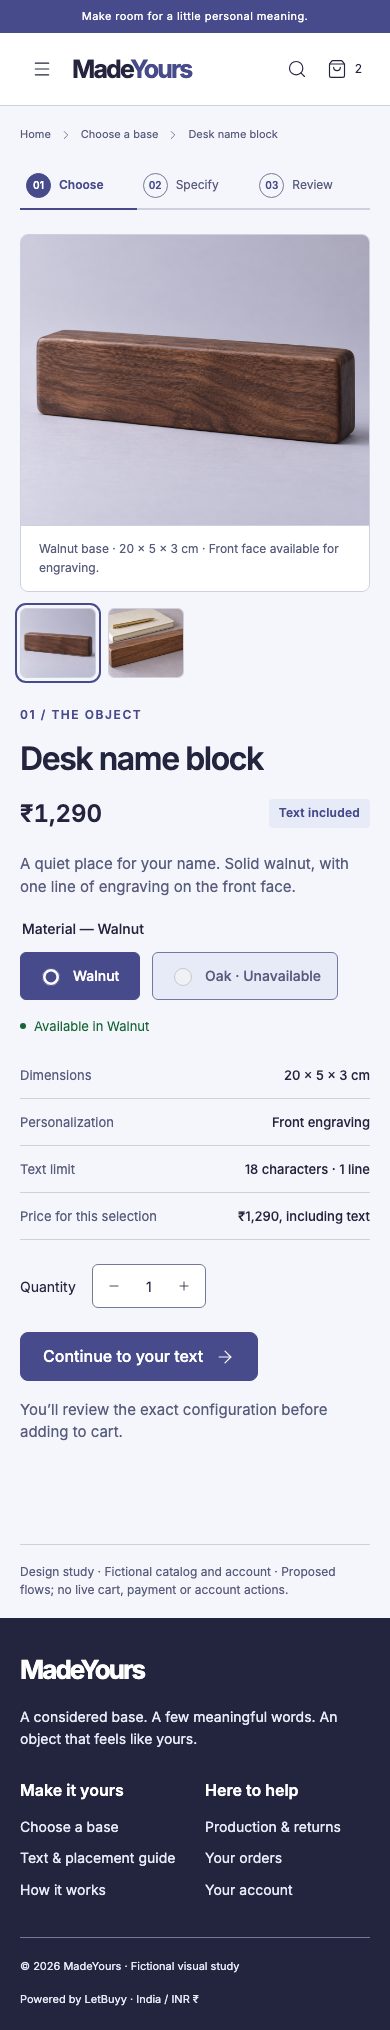 Make room for a little personal meaning.
MadeYours
2
Home
Choose a base
Desk name block
01 Choose
02 Specify
03 Review
Walnut base · 20 × 5 × 3 cm · Front face available for
engraving.
01 / THE OBJECT
Desk name block
₹1,290
Text included
A quiet place for your name. Solid walnut, with
one line of engraving on the front face.
Material — Walnut
Walnut
Oak · Unavailable
Available in Walnut
Dimensions 20 × 5 × 3 cm
Personalization Front engraving
Text limit 18 characters · 1 line
Price for this selection ₹1,290, including text
Quantity − 1 +
Continue to your text →
You’ll review the exact configuration before
adding to cart.
Design study · Fictional catalog and account · Proposed
flows; no live cart, payment or account actions.
MadeYours
A considered base. A few meaningful words. An
object that feels like yours.
Make it yours
Choose a base
Text & placement guide
How it works
Here to help
Production & returns
Your orders
Your account
© 2026 MadeYours · Fictional visual study
Powered by LetBuyy · India / INR ₹